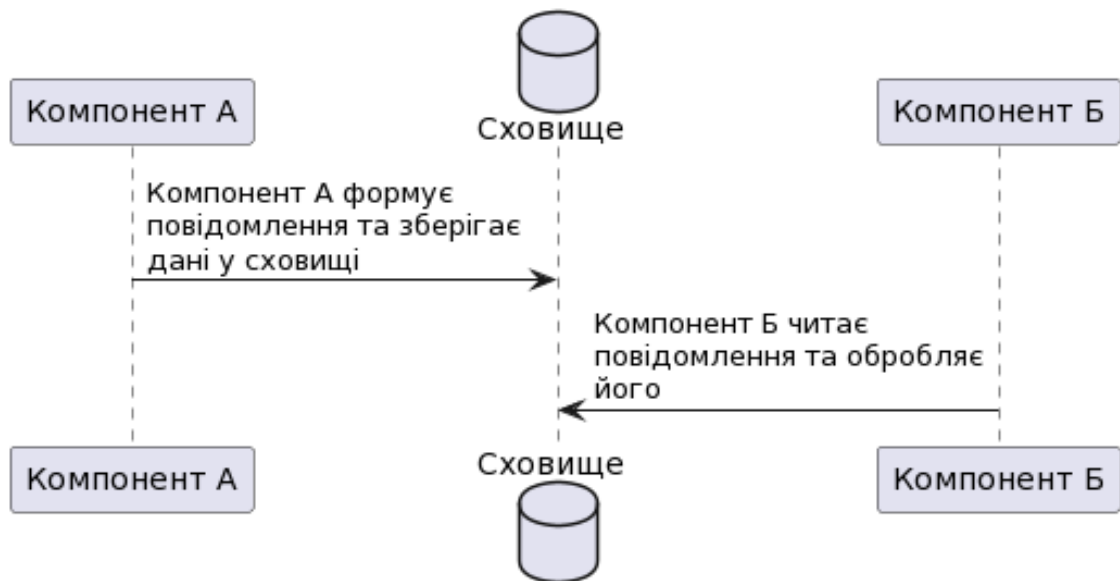 Компонент А
Сховище
Компонент Б
Компонент А формує
повідомлення та зберігає
дані у сховищі
Компонент Б читає
повідомлення та обробляє
його
Компонент А
Сховище
Компонент Б